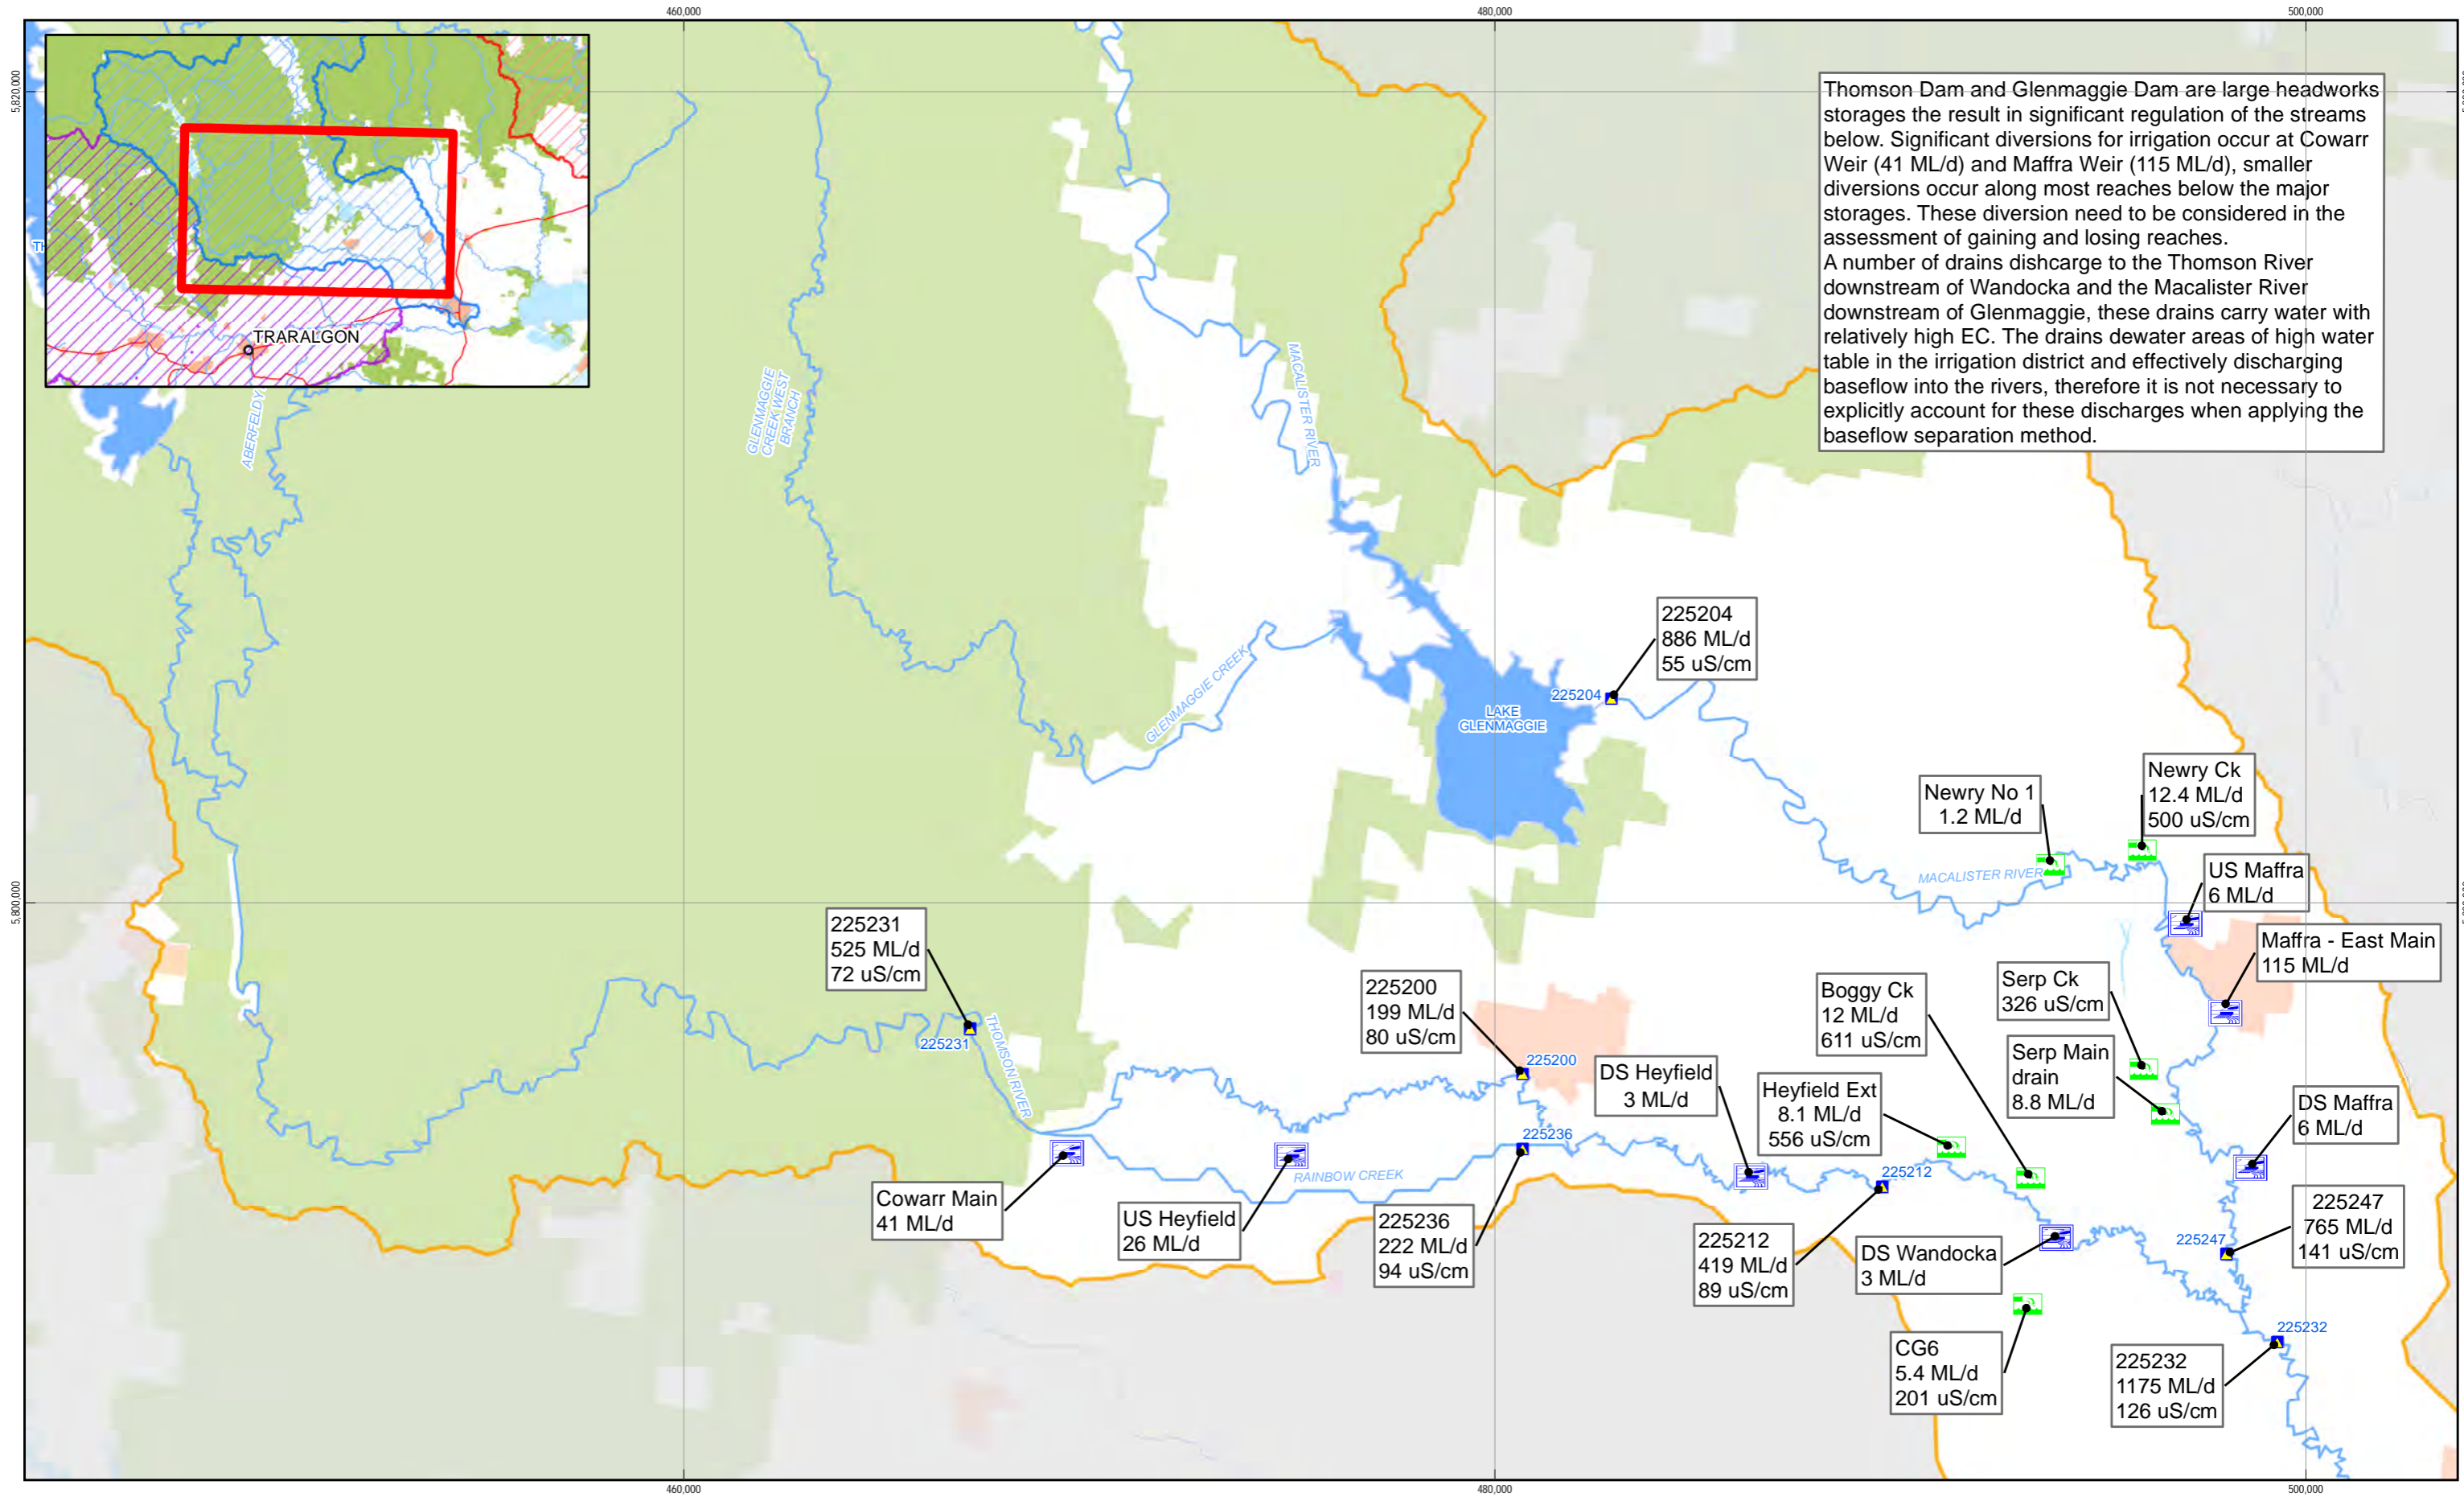 460,000
480,000
500,000
5,820,000
TRARALGON
Thomson Dam and Glenmaggie Dam are large headworks
storages the result in significant regulation of the streams
below. Significant diversions for irrigation occur at Cowarr
Weir (41 ML/d) and Maffra Weir (115 ML/d), smaller
diversions occur along most reaches below the major
storages. These diversion need to be considered in the
assessment of gaining and losing reaches.
A number of drains dishcarge to the Thomson River
downstream of Wandocka and the Macalister River
downstream of Glenmaggie, these drains carry water with
relatively high EC. The drains dewater areas of high water
table in the irrigation district and effectively discharging
baseflow into the rivers, therefore it is not necessary to
explicitly account for these discharges when applying the
baseflow separation method.
ABERFELDY
GLENMAGGIE
CREEK WEST
BRANCH
MACALISTER RIVER
225204
886 ML/d
55 uS/cm
225204
LAKE
GLENMAGGIE
GLENMAGGIE CREEK
Newry No 1
1.2 ML/d
Newry Ck
12.4 ML/d
500 uS/cm
MACALISTER RIVER
US Maffra
6 ML/d
5,800,000
225231
525 ML/d
72 uS/cm
225231
THOMSON RIVER
225200
199 ML/d
80 uS/cm
225200
Boggy Ck
12 ML/d
611 uS/cm
Serp Ck
326 uS/cm
Maffra - East Main
115 ML/d
Serp Main
drain
8.8 ML/d
DS Heyfield
3 ML/d
Heyfield Ext
8.1 ML/d
556 uS/cm
DS Maffra
6 ML/d
225236
RAINBOW CREEK
225212
Cowarr Main
41 ML/d
US Heyfield
26 ML/d
225236
222 ML/d
94 uS/cm
225212
419 ML/d
89 uS/cm
DS Wandocka
3 ML/d
225247
225247
765 ML/d
141 uS/cm
225232
CG6
5.4 ML/d
201 uS/cm
225232
1175 ML/d
126 uS/cm
460,000
480,000
500,000